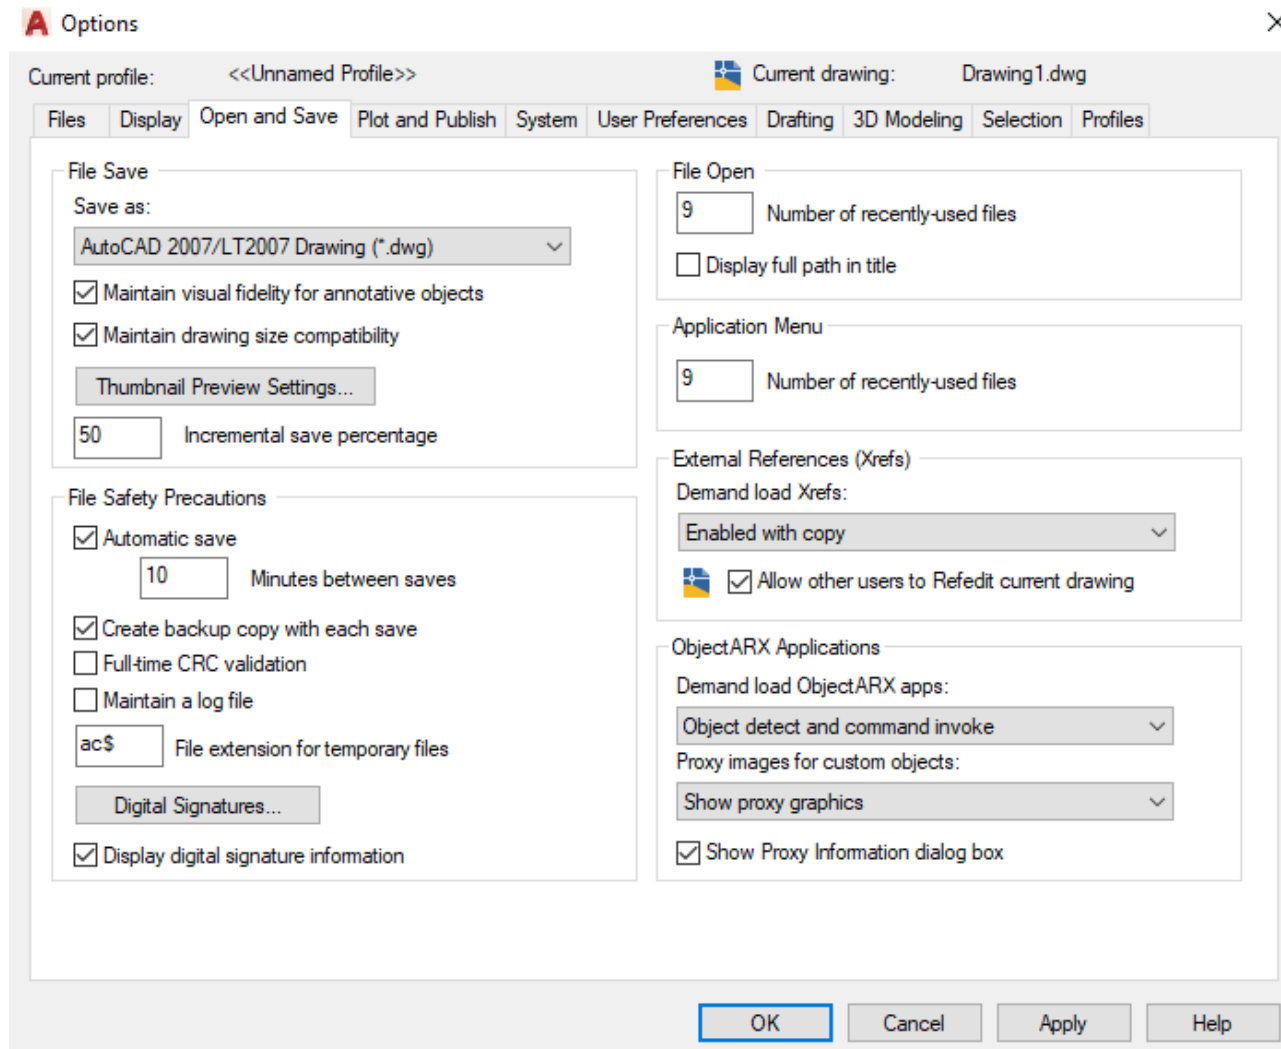 Options
Current profile: <<Unnamed Profile>> Current drawing: Drawing1.dwg
Files Display Open and Save Plot and Publish System User Preferences Drafting 3D Modeling Selection Profiles
File Save
Save as:
AutoCAD 2007/LT2007 Drawing (*.dwg)
Maintain visual fidelity for annotative objects
Maintain drawing size compatibility
Thumbnail Preview Settings...
50 Incremental save percentage
File Safety Precautions
Automatic save
10 Minutes between saves
Create backup copy with each save
Full-time CRC validation
Maintain a log file
ac$ File extension for temporary files
Digital Signatures...
Display digital signature information
File Open
9 Number of recently-used files
Display full path in title
Application Menu
9 Number of recently-used files
External References (Xrefs)
Demand load Xrefs:
Enabled with copy
Allow other users to Refedit current drawing
ObjectARX Applications
Demand load ObjectARX apps:
Object detect and command invoke
Proxy images for custom objects:
Show proxy graphics
Show Proxy Information dialog box
OK Cancel Apply Help